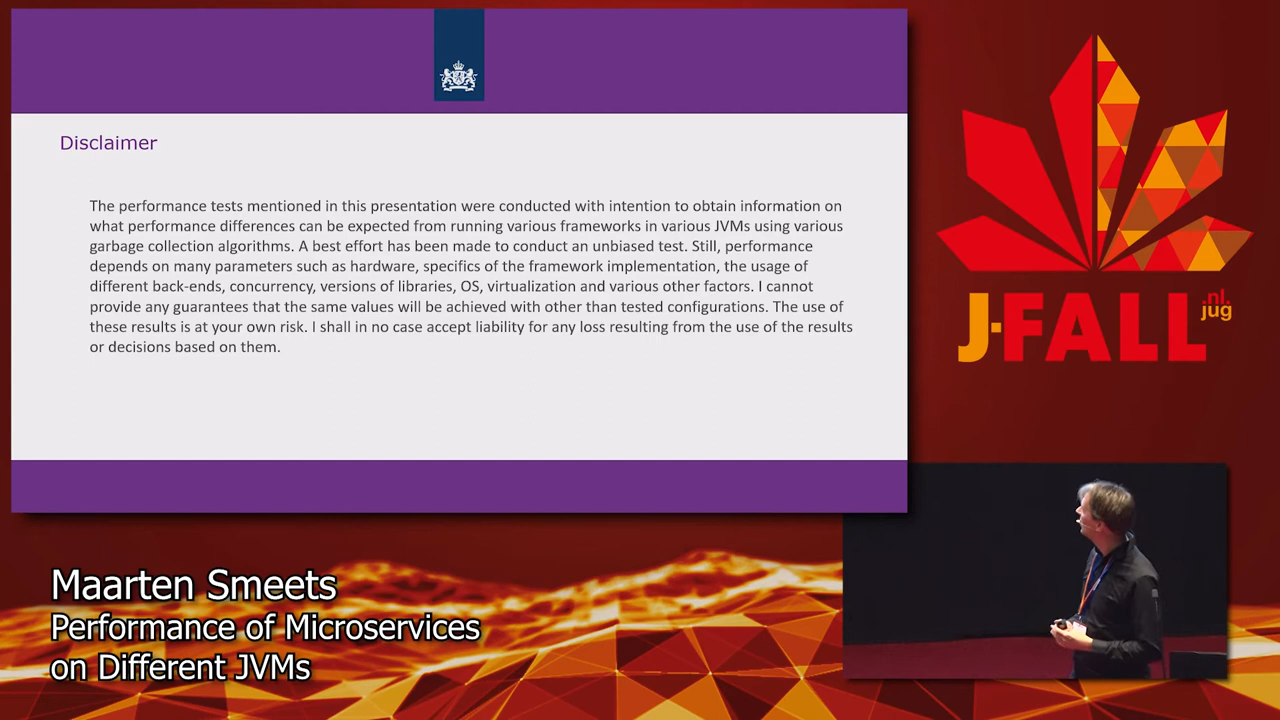 Disclaimer
The performance tests mentioned in this presentation were conducted with intention to obtain information on
what performance differences can be expected from running various frameworks in various JVMs using various
garbage collection algorithms. A best effort has been made to conduct an unbiased test. Still, performance
depends on many parameters such as hardware, specifics of the framework implementation, the usage of
different back-ends, concurrency, versions of libraries, OS, virtualization and various other factors. I cannot
provide any guarantees that the same values will be achieved with other than tested configurations. The use of
these results is at your own risk. I shall in no case accept liability for any loss resulting from the use of the results
or decisions based on them.
J-FALL
.nl.
jug
Maarten Smeets
Performance of Microservices
on Different JVMs